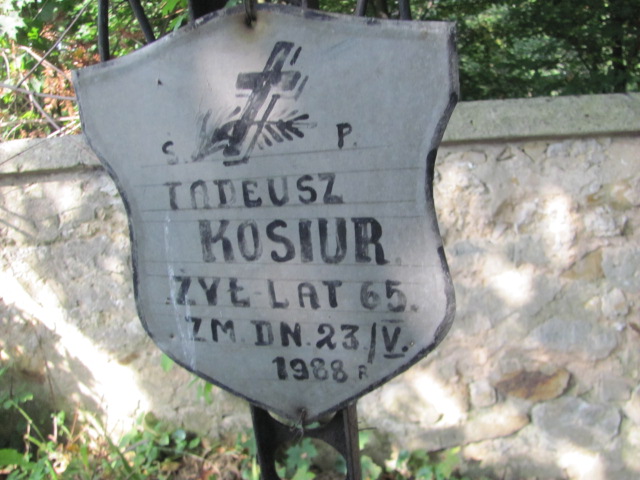 S. P.
TADEUSZ
KOSIUR
ŻYŁ LAT 65.
ZM. DN. 23/V.
1988 R